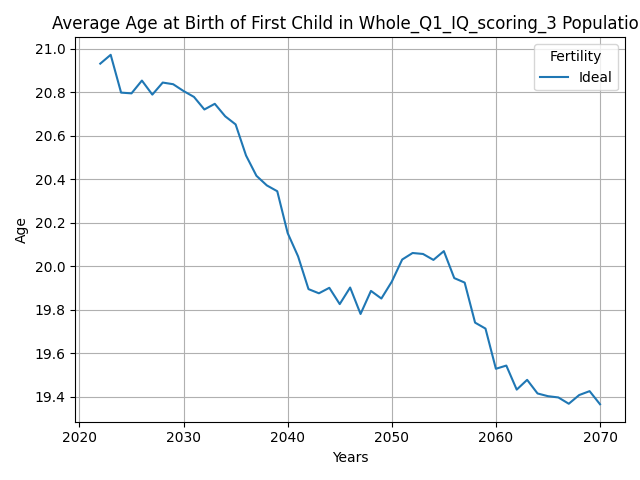 Average Age at Birth of First Child in Whole_Q1_IQ_scoring_3 Populatio
Fertility
Ideal
21.0
20.8
20.6
20.4
20.2
20.0
19.8
19.6
19.4
Age
2020 2030 2040 2050 2060 2070
Years